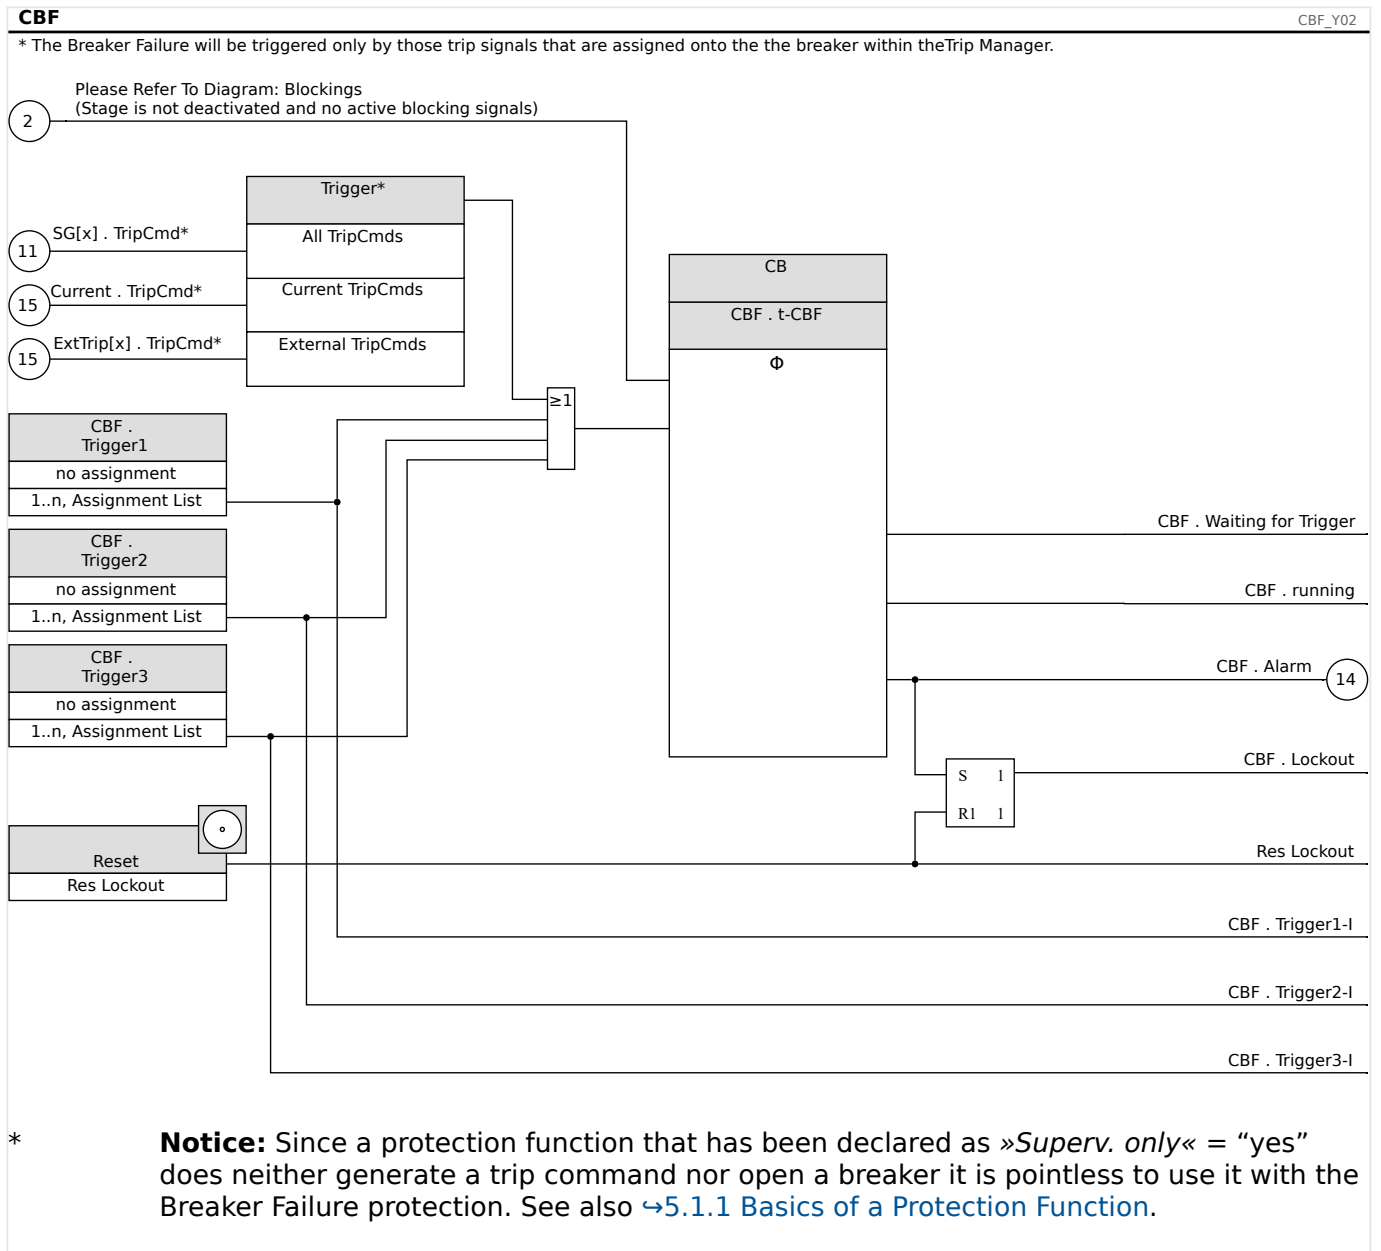 CBF
CBF_Y02
* The Breaker Failure will be triggered only by those trip signals that are assigned onto the the breaker within theTrip Manager.
Please Refer To Diagram: Blockings
(Stage is not deactivated and no active blocking signals)
2
Trigger*
All TripCmds
Current TripCmds
External TripCmds
11
SG[x] . TripCmd*
15
Current . TripCmd*
15
ExtTrip[x] . TripCmd*
CB
CBF . t-CBF
Φ
≥1
CBF .
Trigger1
no assignment
1..n, Assignment List
CBF .
Trigger2
no assignment
1..n, Assignment List
CBF .
Trigger3
no assignment
1..n, Assignment List
CBF . Waiting for Trigger
CBF . running
CBF . Alarm
14
CBF . Lockout
S 1
R1 1
Reset
Res Lockout
Res Lockout
CBF . Trigger1-I
CBF . Trigger2-I
CBF . Trigger3-I
* Notice: Since a protection function that has been declared as »Superv. only« = “yes”
does neither generate a trip command nor open a breaker it is pointless to use it with the
Breaker Failure protection. See also ↪5.1.1 Basics of a Protection Function.